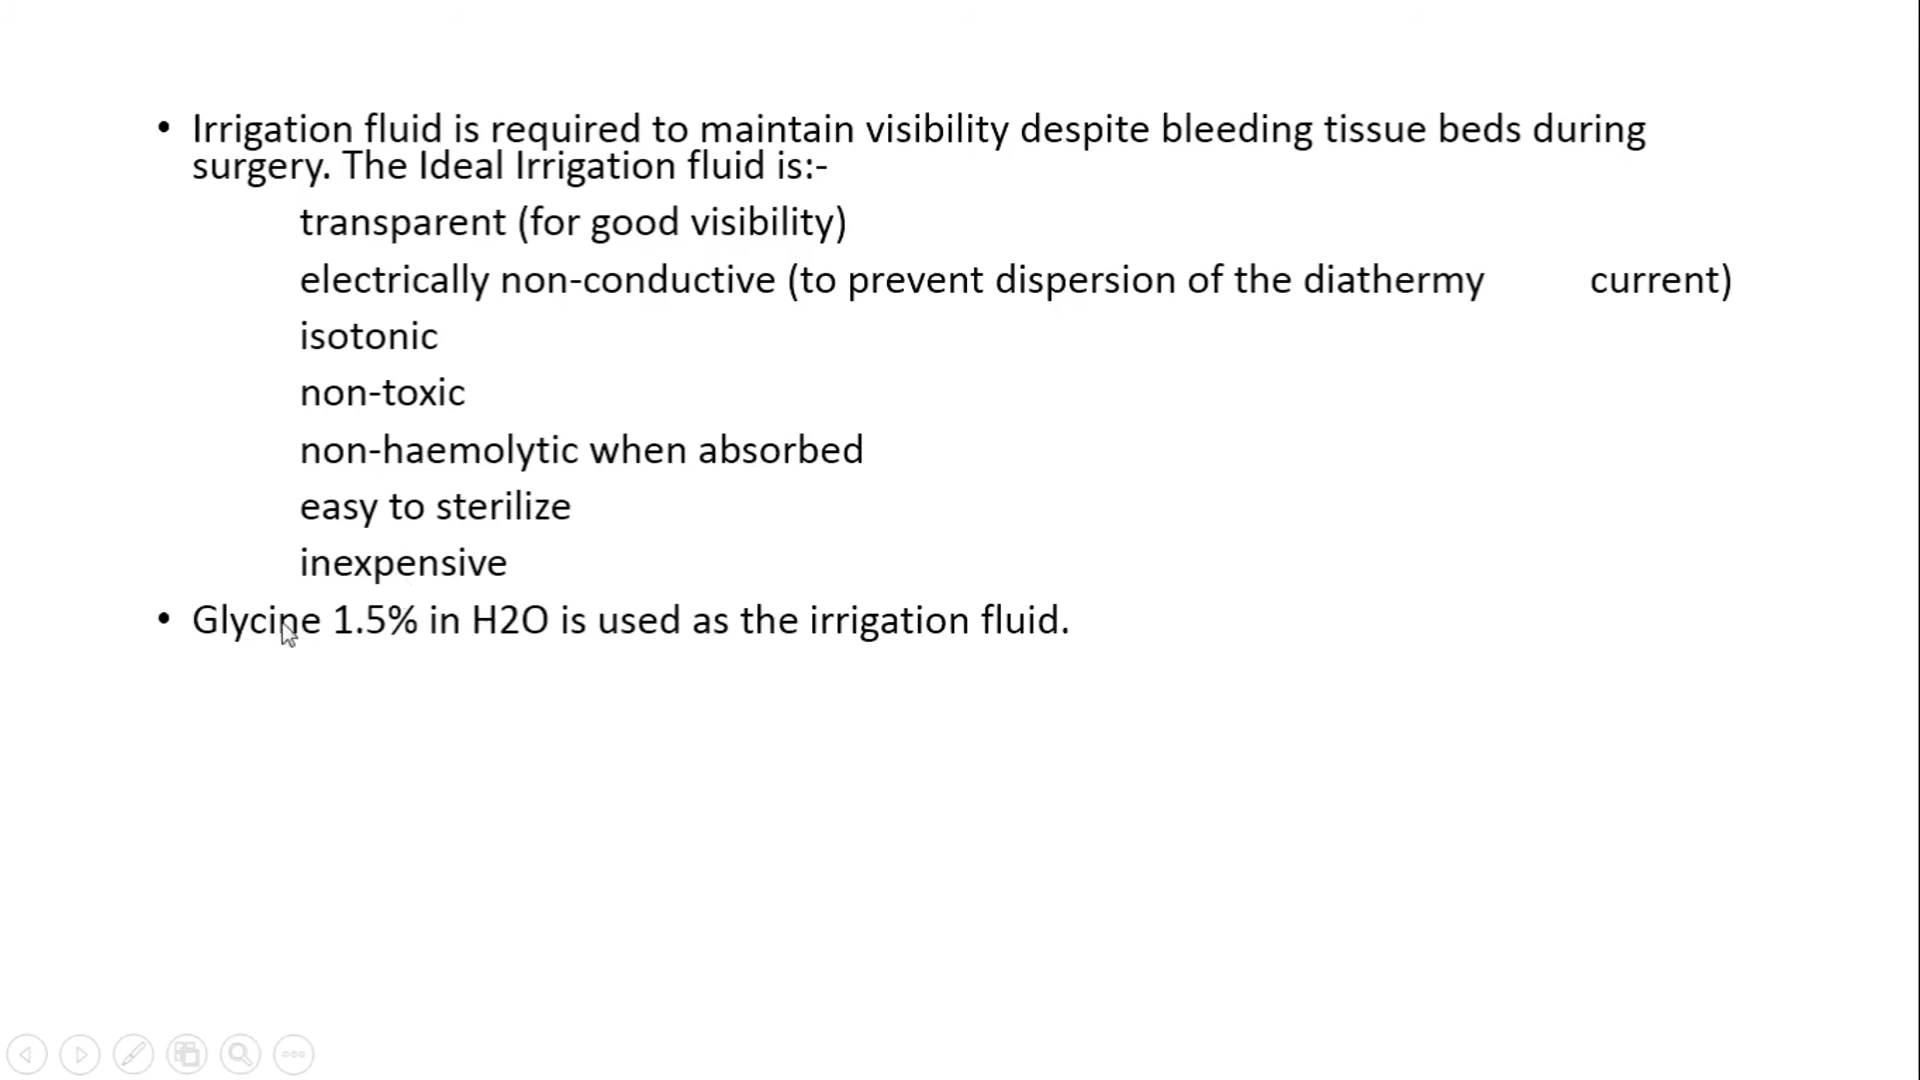 • Irrigation fluid is required to maintain visibility despite bleeding tissue beds during
surgery. The Ideal Irrigation fluid is:-
transparent (for good visibility)
electrically non-conductive (to prevent dispersion of the diathermy current)
isotonic
non-toxic
non-haemolytic when absorbed
easy to sterilize
inexpensive
• Glycine 1.5% in H2O is used as the irrigation fluid.